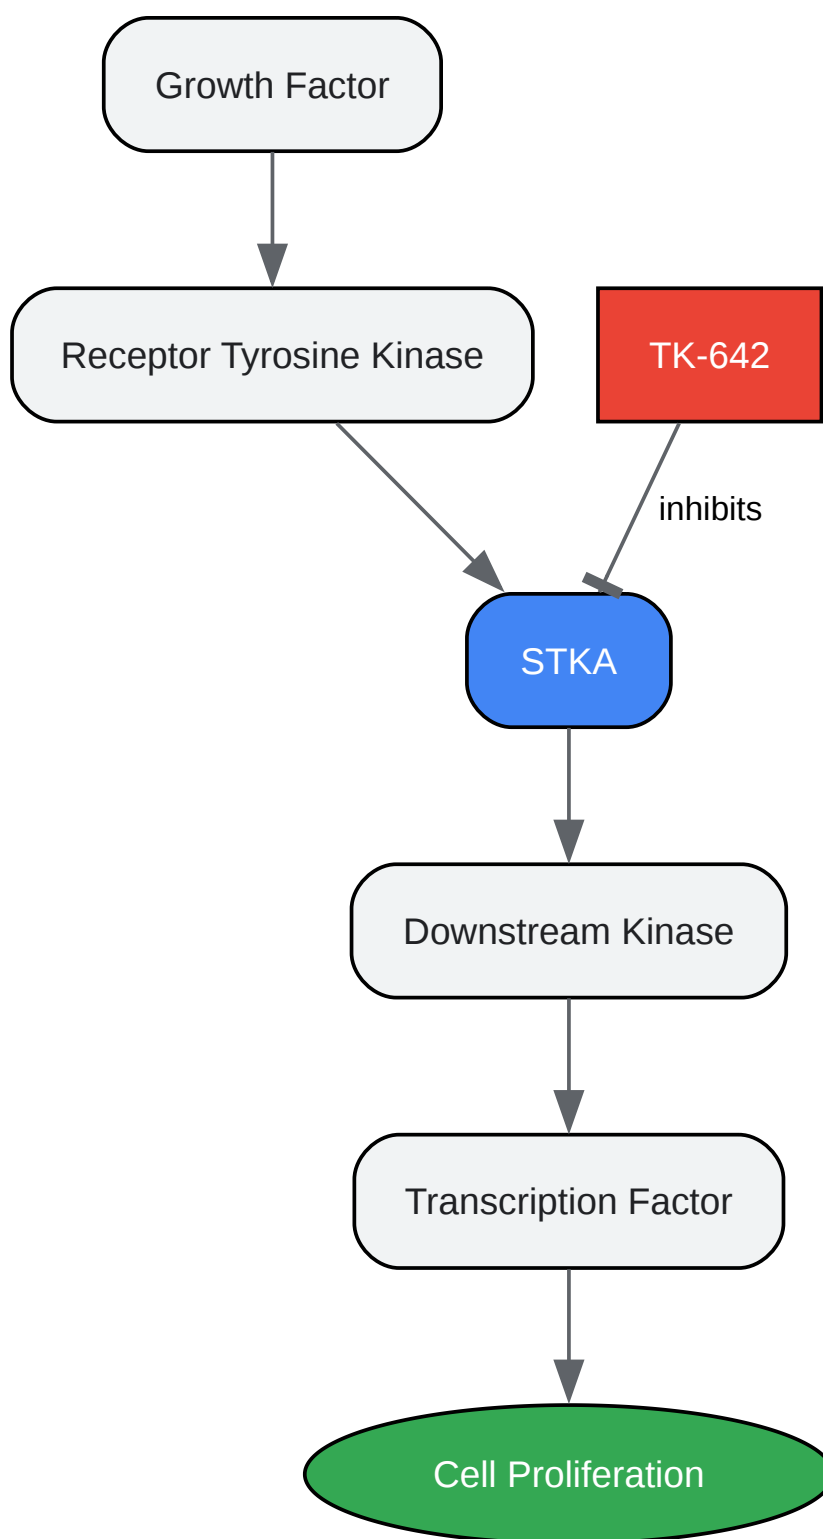 Growth Factor
Receptor Tyrosine Kinase
TK-642
inhibits
STKA
Downstream Kinase
Transcription Factor
Cell Proliferation